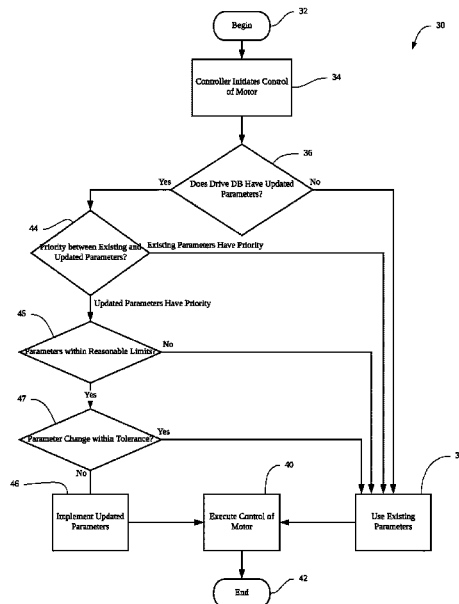 Begin
32
30
Controller Initiates Control
of Motor
34
36
Yes
Does Drive DB Have Updated
Parameters?
No
44
Priority between Existing and
Updated Parameters?
Existing Parameters Have Priority
Updated Parameters Have Priority
45
Parameters within Reasonable Limits
No
Yes
47
Parameter Change within Tolerance?
Yes
No
46
40
3
Implement Updated
Parameters
Execute Control of
Motor
Use Existing
Parameters
End
42